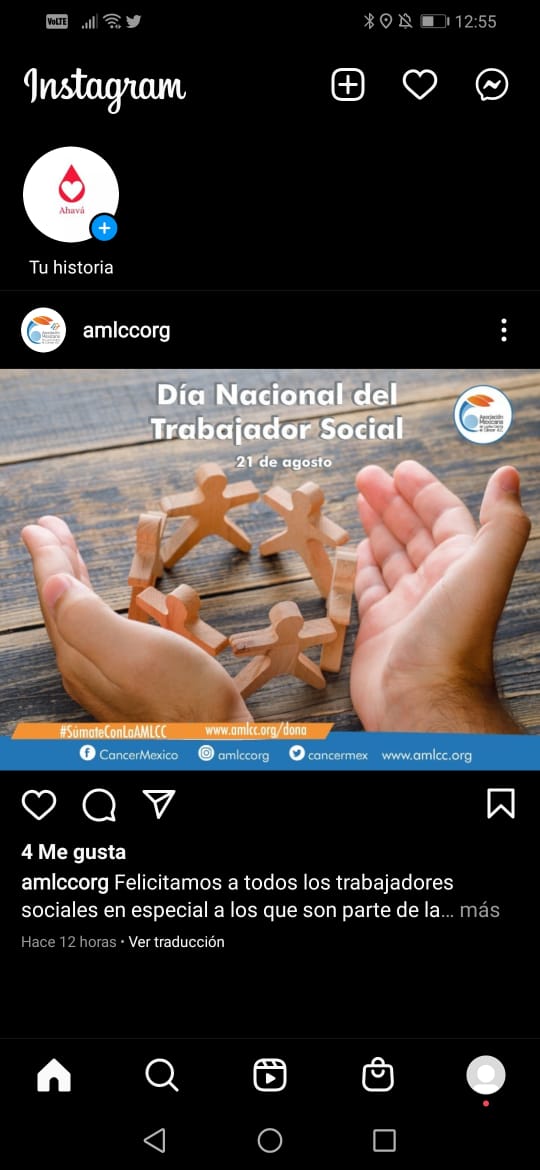 VoLTE
12:55
Instagram
Ahavá
Tu historia
amlccorg
Día Nacional del
Trabajador Social
21 de agosto
Asociación
Mexicana
#SúmateConLaAMLCC www.amlcc.org/dona
CancerMexico amlccorg cancermex www.amlcc.org
4 Me gusta
amlccorg Felicitamos a todos los trabajadores
sociales en especial a los que son parte de la... más
Hace 12 horas • Ver traducción